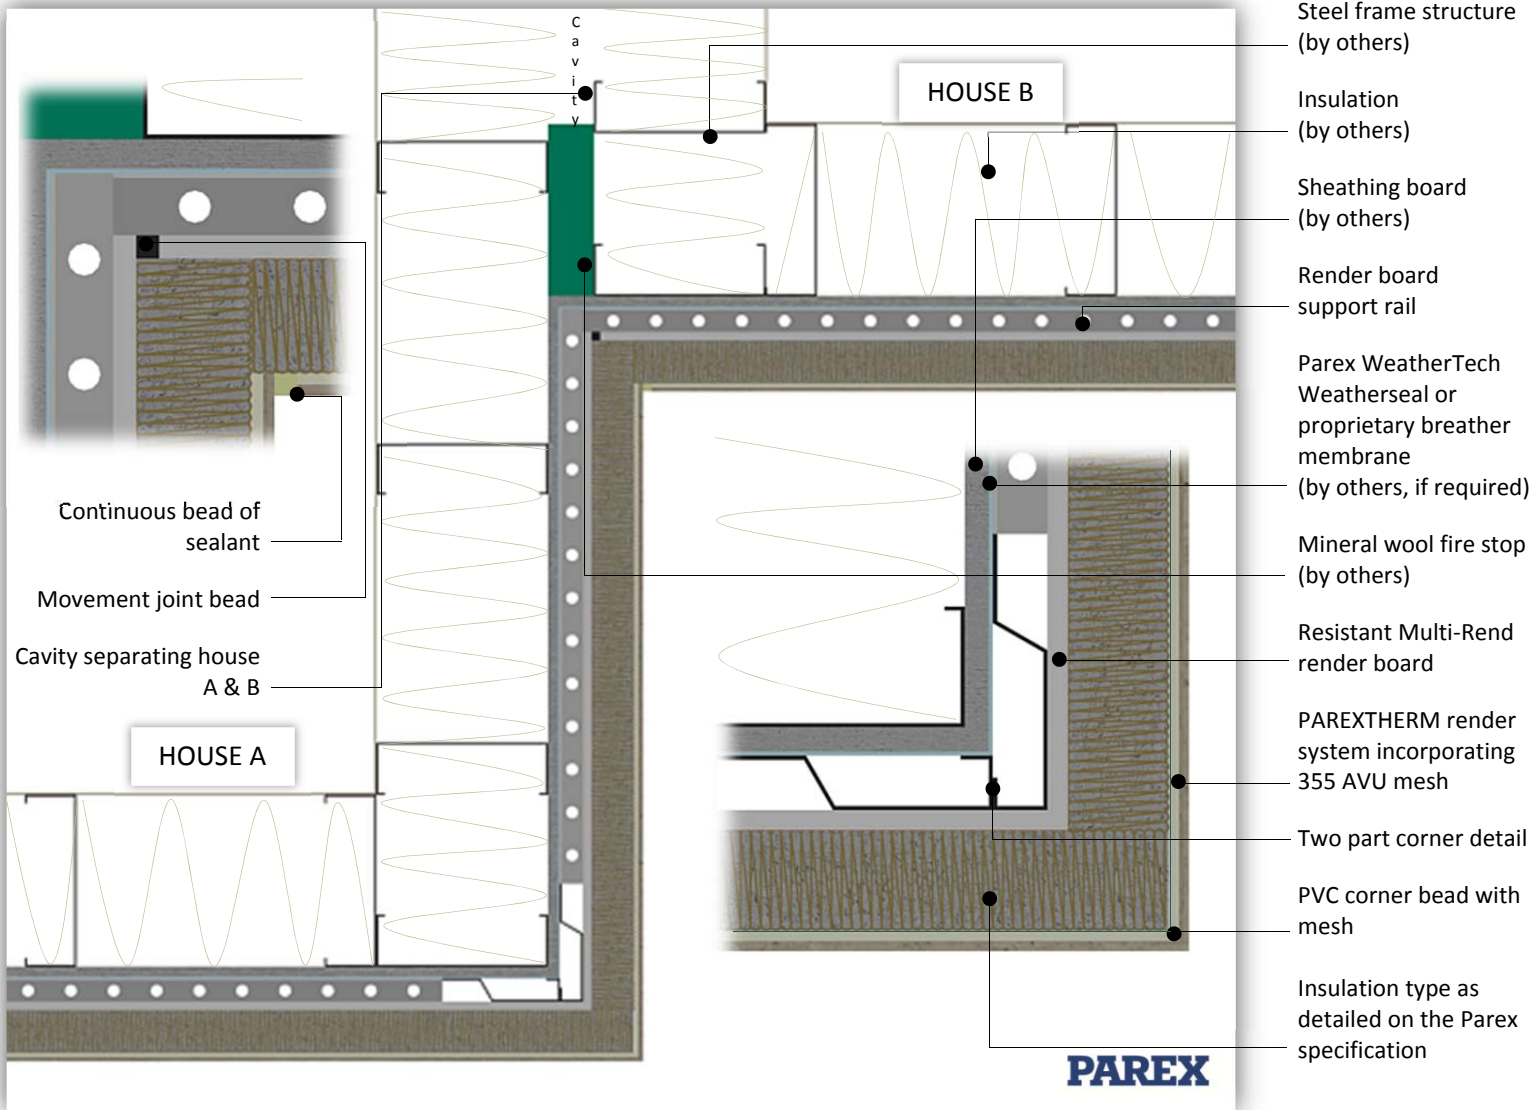 Cavity
HOUSE B
Steel frame structure
(by others)
Insulation
(by others)
Sheathing board
(by others)
Render board
support rail
Parex WeatherTech
Weatherseal or
proprietary breather
membrane
(by others, if required)
Continuous bead of
sealant
Mineral wool fire stop
(by others)
Movement joint bead
Resistant Multi-Rend
render board
Cavity separating house
A & B
PAREXTHERM render
system incorporating
355 AVU mesh
HOUSE A
Two part corner detail
PVC corner bead with
mesh
Insulation type as
detailed on the Parex
specification
PAREX